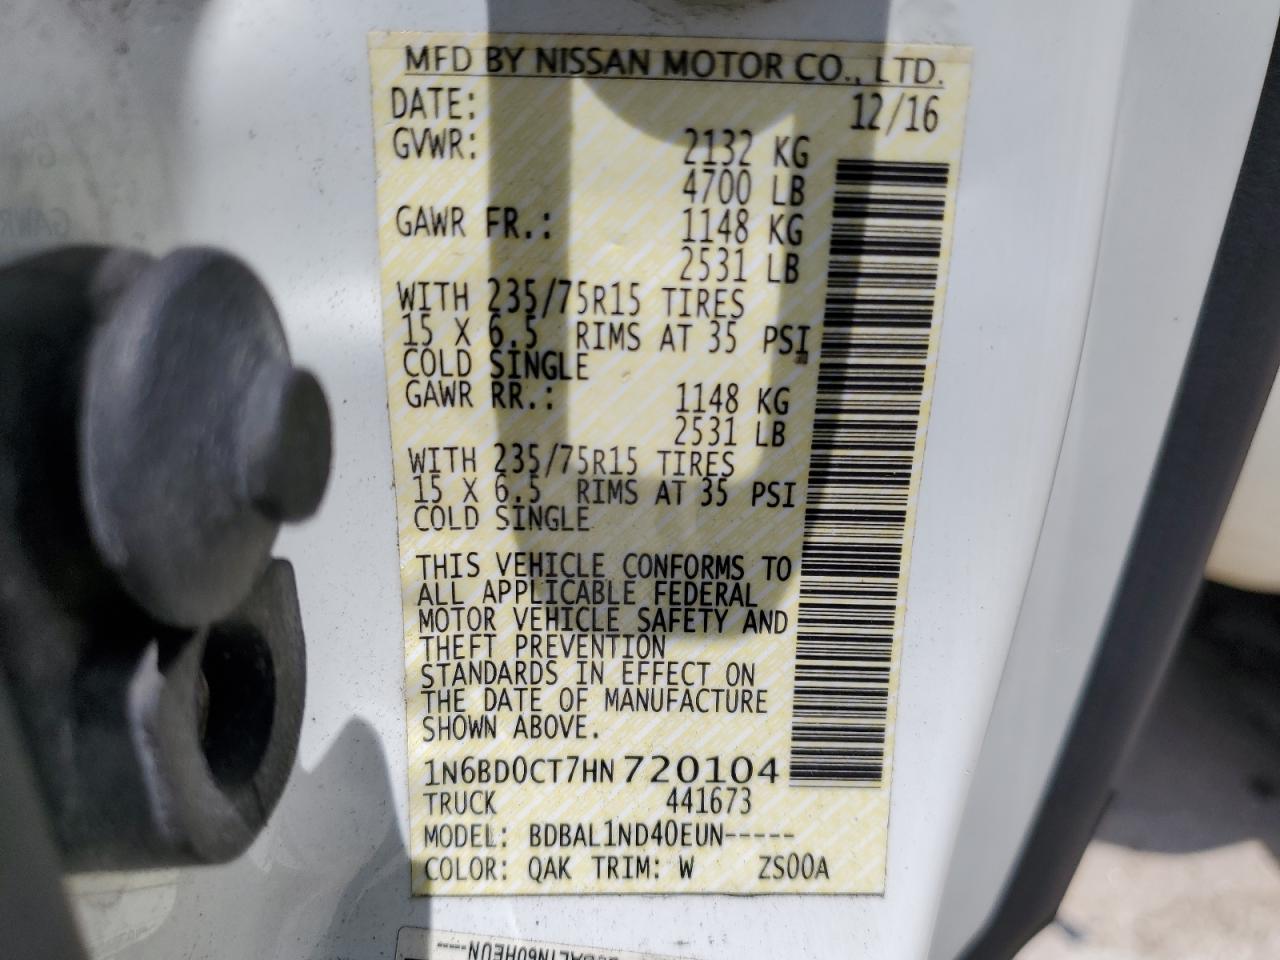 MFD BY NISSAN MOTOR CO., LTD.
DATE: 12/16
GVWR: 2132 KG
4700 LB
GAWR FR.: 1148 KG
2531 LB
WITH 235/75R15 TIRES
15 X 6.5 RIMS AT 35 PSI
COLD SINGLE
GAWR RR.: 1148 KG
2531 LB
WITH 235/75R15 TIRES
15 X 6.5 RIMS AT 35 PSI
COLD SINGLE
THIS VEHICLE CONFORMS TO
ALL APPLICABLE FEDERAL
MOTOR VEHICLE SAFETY AND
THEFT PREVENTION
STANDARDS IN EFFECT ON
THE DATE OF MANUFACTURE
SHOWN ABOVE.
1N6BD0CT7HN720104
TRUCK 441673
MODEL: BDBAL1ND40EUN-----
COLOR: QAK TRIM: W ZS00A